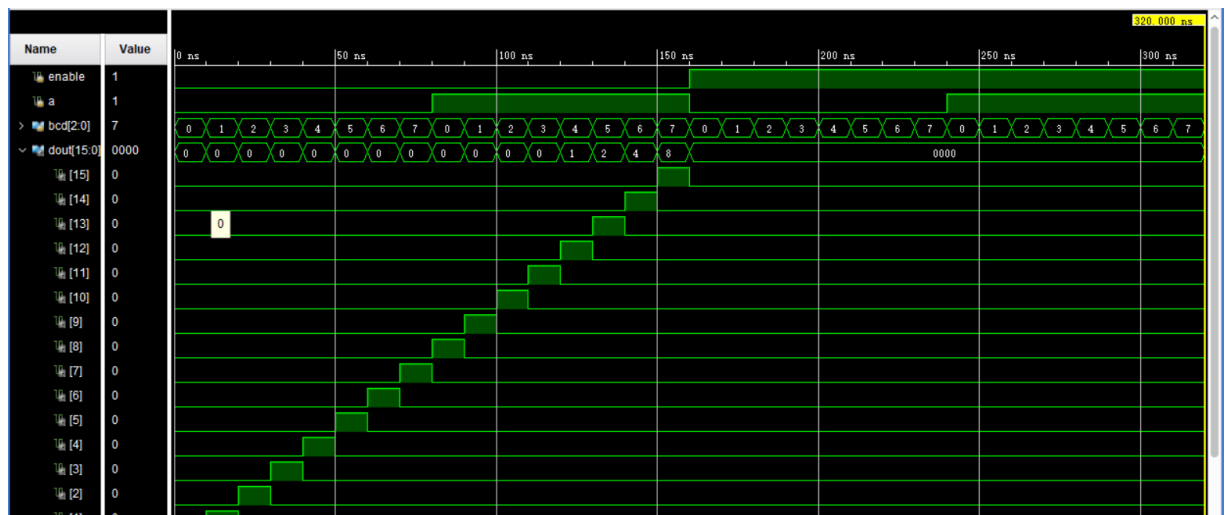 320.000 ns
Name Value
0 ns 50 ns 100 ns 150 ns 200 ns 250 ns 300 ns
enable 1
a 1
bcd[2:0] 7 0 1 2 3 4 5 6 7 0 1 2 3 4 5 6 7 0 1 2 3 4 5 6 7 0 1 2 3 4 5 6 7
dout[15:0] 0000 0 0 0 0 0 0 0 0 0 0 0 0 1 2 4 8 0000
[15] 0
[14] 0
[13] 0 0
[12] 0
[11] 0
[10] 0
[9] 0
[8] 0
[7] 0
[6] 0
[5] 0
[4] 0
[3] 0
[2] 0